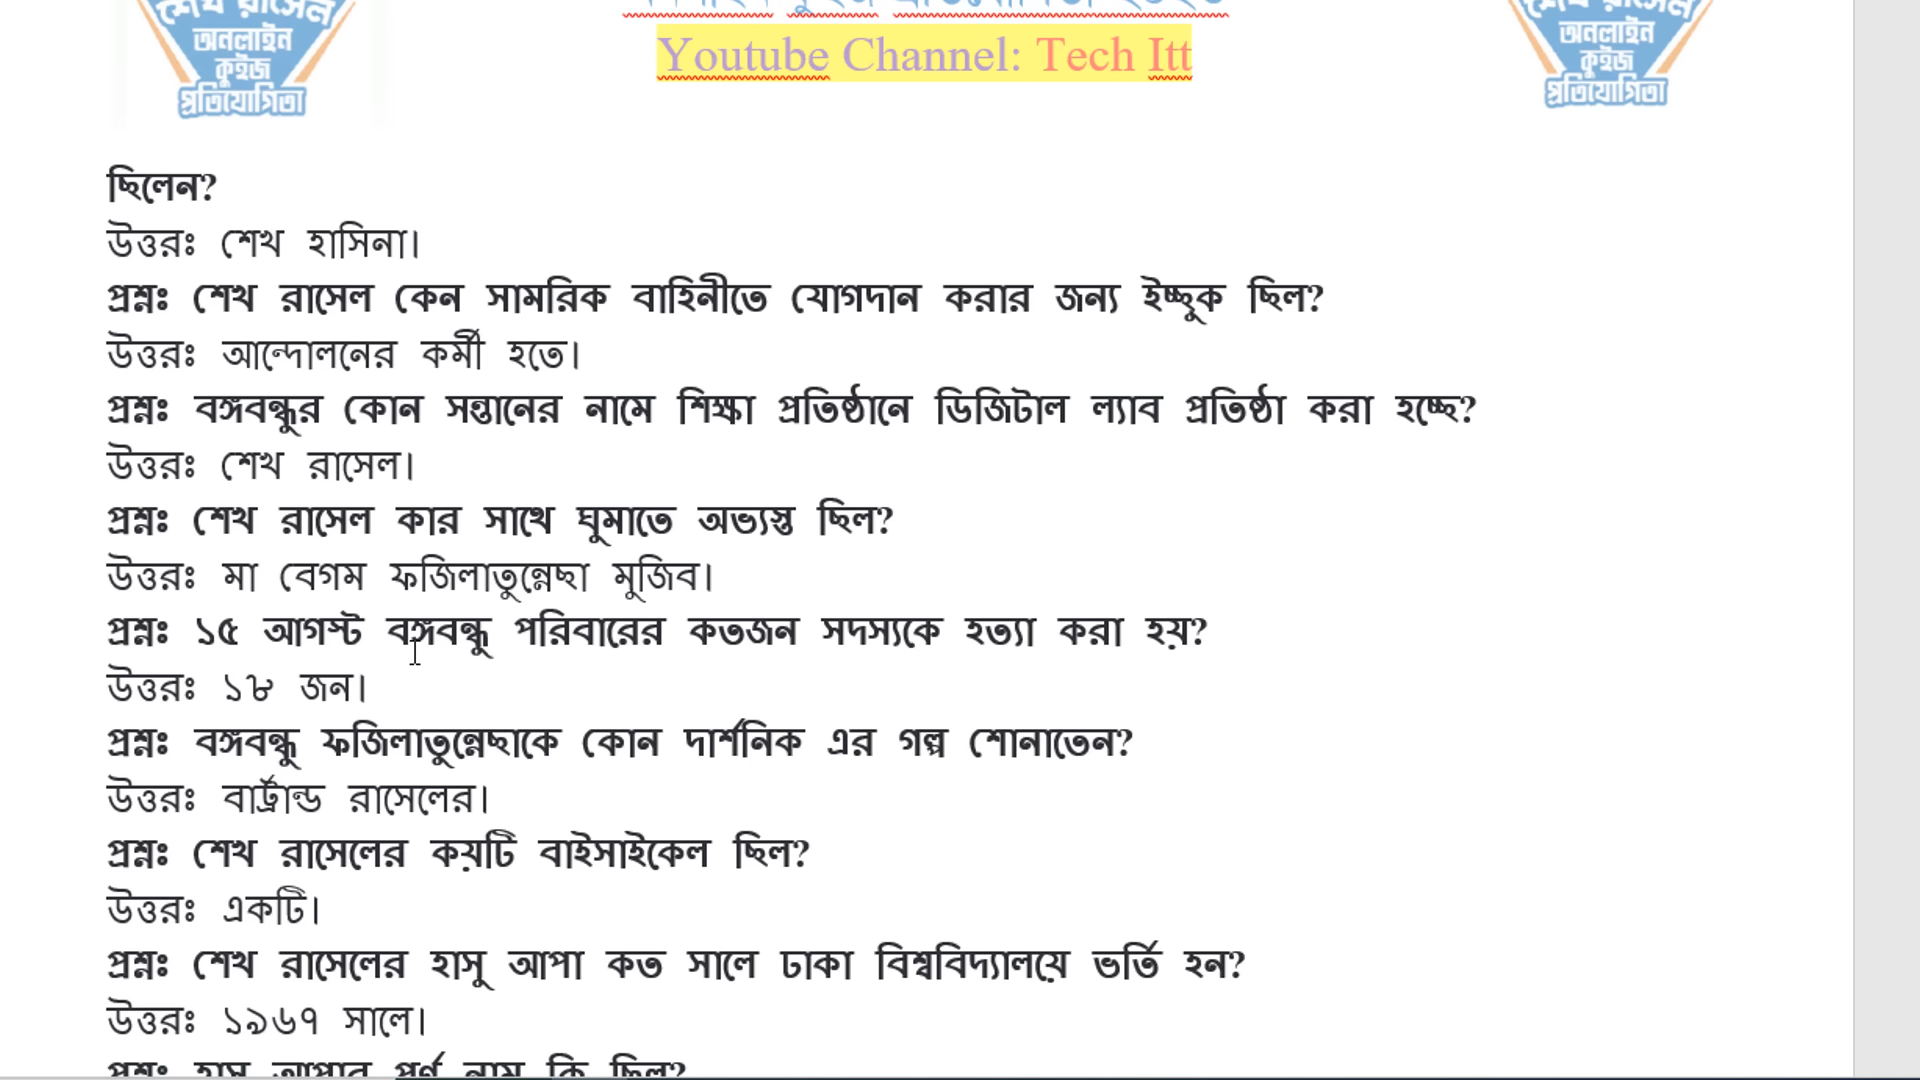 শেখ রাসেল
অনলাইন
কুইজ
প্রতিযোগিতা
Youtube Channel: Tech Itt
শেখ রাসেল
অনলাইন
কুইজ
প্রতিযোগিতা
ছিলেন?
উত্তরঃ শেখ হাসিনা।
প্রশ্নঃ শেখ রাসেল কেন সামরিক বাহিনীতে যোগদান করার জন্য ইচ্ছুক ছিল?
উত্তরঃ আন্দোলনের কর্মী হতে।
প্রশ্নঃ বঙ্গবন্ধুর কোন সন্তানের নামে শিক্ষা প্রতিষ্ঠানে ডিজিটাল ল্যাব প্রতিষ্ঠা করা হচ্ছে?
উত্তরঃ শেখ রাসেল।
প্রশ্নঃ শেখ রাসেল কার সাথে ঘুমাতে অভ্যস্ত ছিল?
উত্তরঃ মা বেগম ফজিলাতুন্নেছা মুজিব।
প্রশ্নঃ ১৫ আগস্ট বঙ্গবন্ধু পরিবারের কতজন সদস্যকে হত্যা করা হয়?
উত্তরঃ ১৮ জন।
প্রশ্নঃ বঙ্গবন্ধু ফজিলাতুন্নেছাকে কোন দার্শনিক এর গল্প শোনাতেন?
উত্তরঃ বার্ট্রান্ড রাসেলের।
প্রশ্নঃ শেখ রাসেলের কয়টি বাইসাইকেল ছিল?
উত্তরঃ একটি।
প্রশ্নঃ শেখ রাসেলের হাসু আপা কত সালে ঢাকা বিশ্ববিদ্যালয়ে ভর্তি হন?
উত্তরঃ ১৯৬৭ সালে।
প্রশ্নঃ হাসু আপার পূর্ণ নাম কি ছিল?